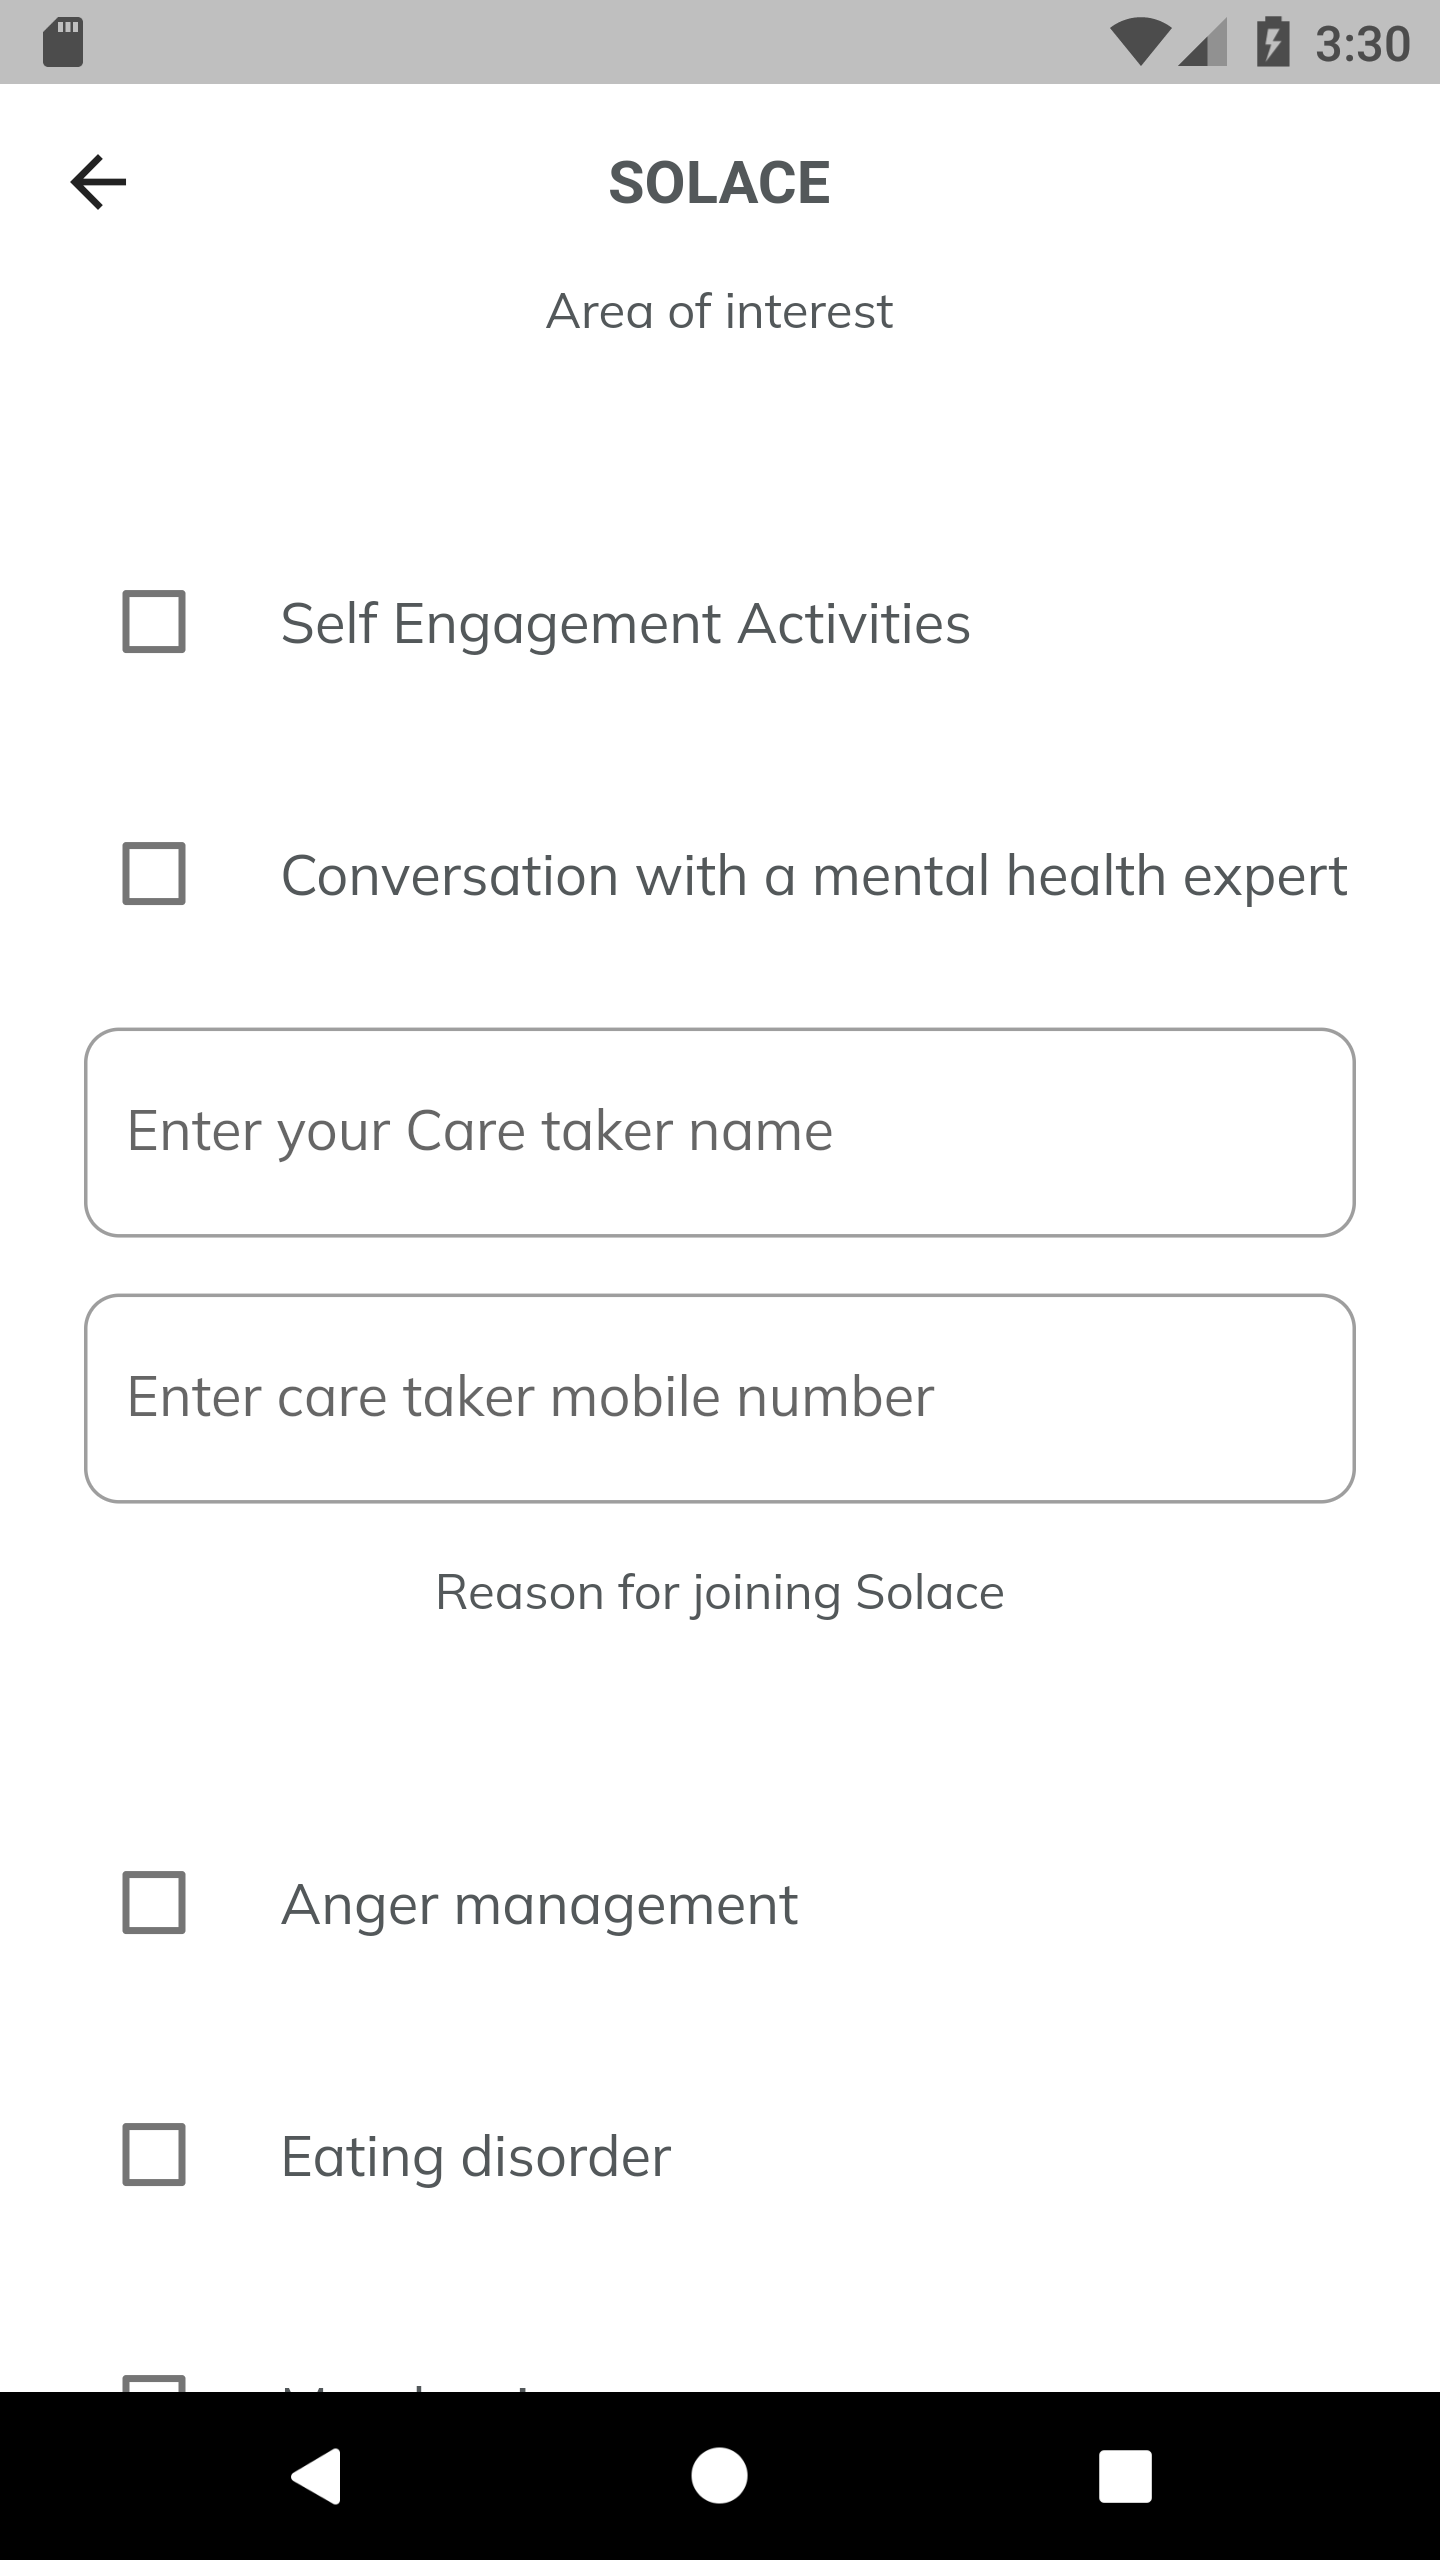 3:30
SOLACE
Area of interest
Self Engagement Activities
Conversation with a mental health expert
Enter your Care taker name
Enter care taker mobile number
Reason for joining Solace
Anger management
Eating disorder